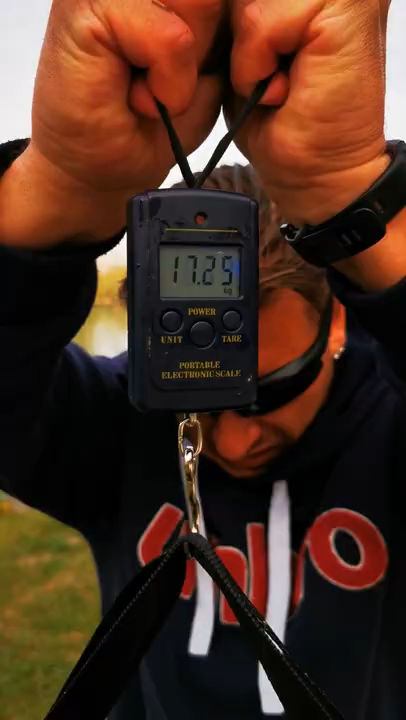 17.25
kg
POWER
UNIT TARE
PORTABLE
ELECTRONIC SCALE